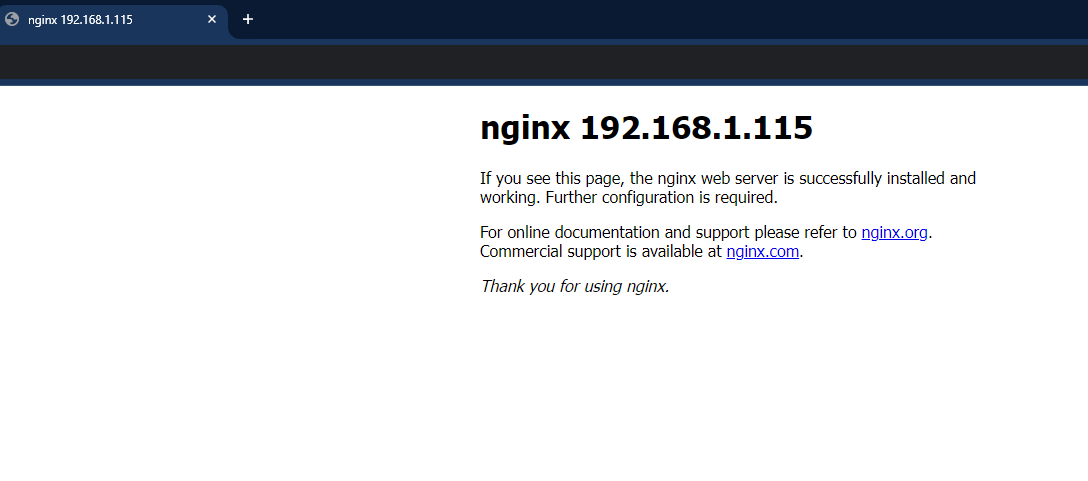 nginx 192.168.1.115
nginx 192.168.1.115
If you see this page, the nginx web server is successfully installed and
working. Further configuration is required.
For online documentation and support please refer to nginx.org.
Commercial support is available at nginx.com.
Thank you for using nginx.